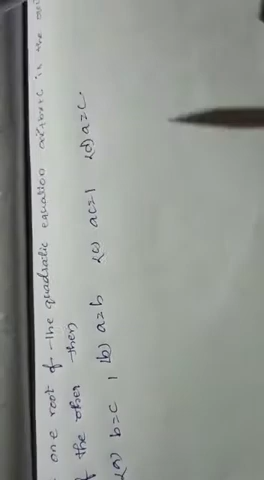 one root of the quadratic equation ax²+bx+c is the
of the other then
(a) b=c (b) a=b (c) ac=1 (d) a=c.